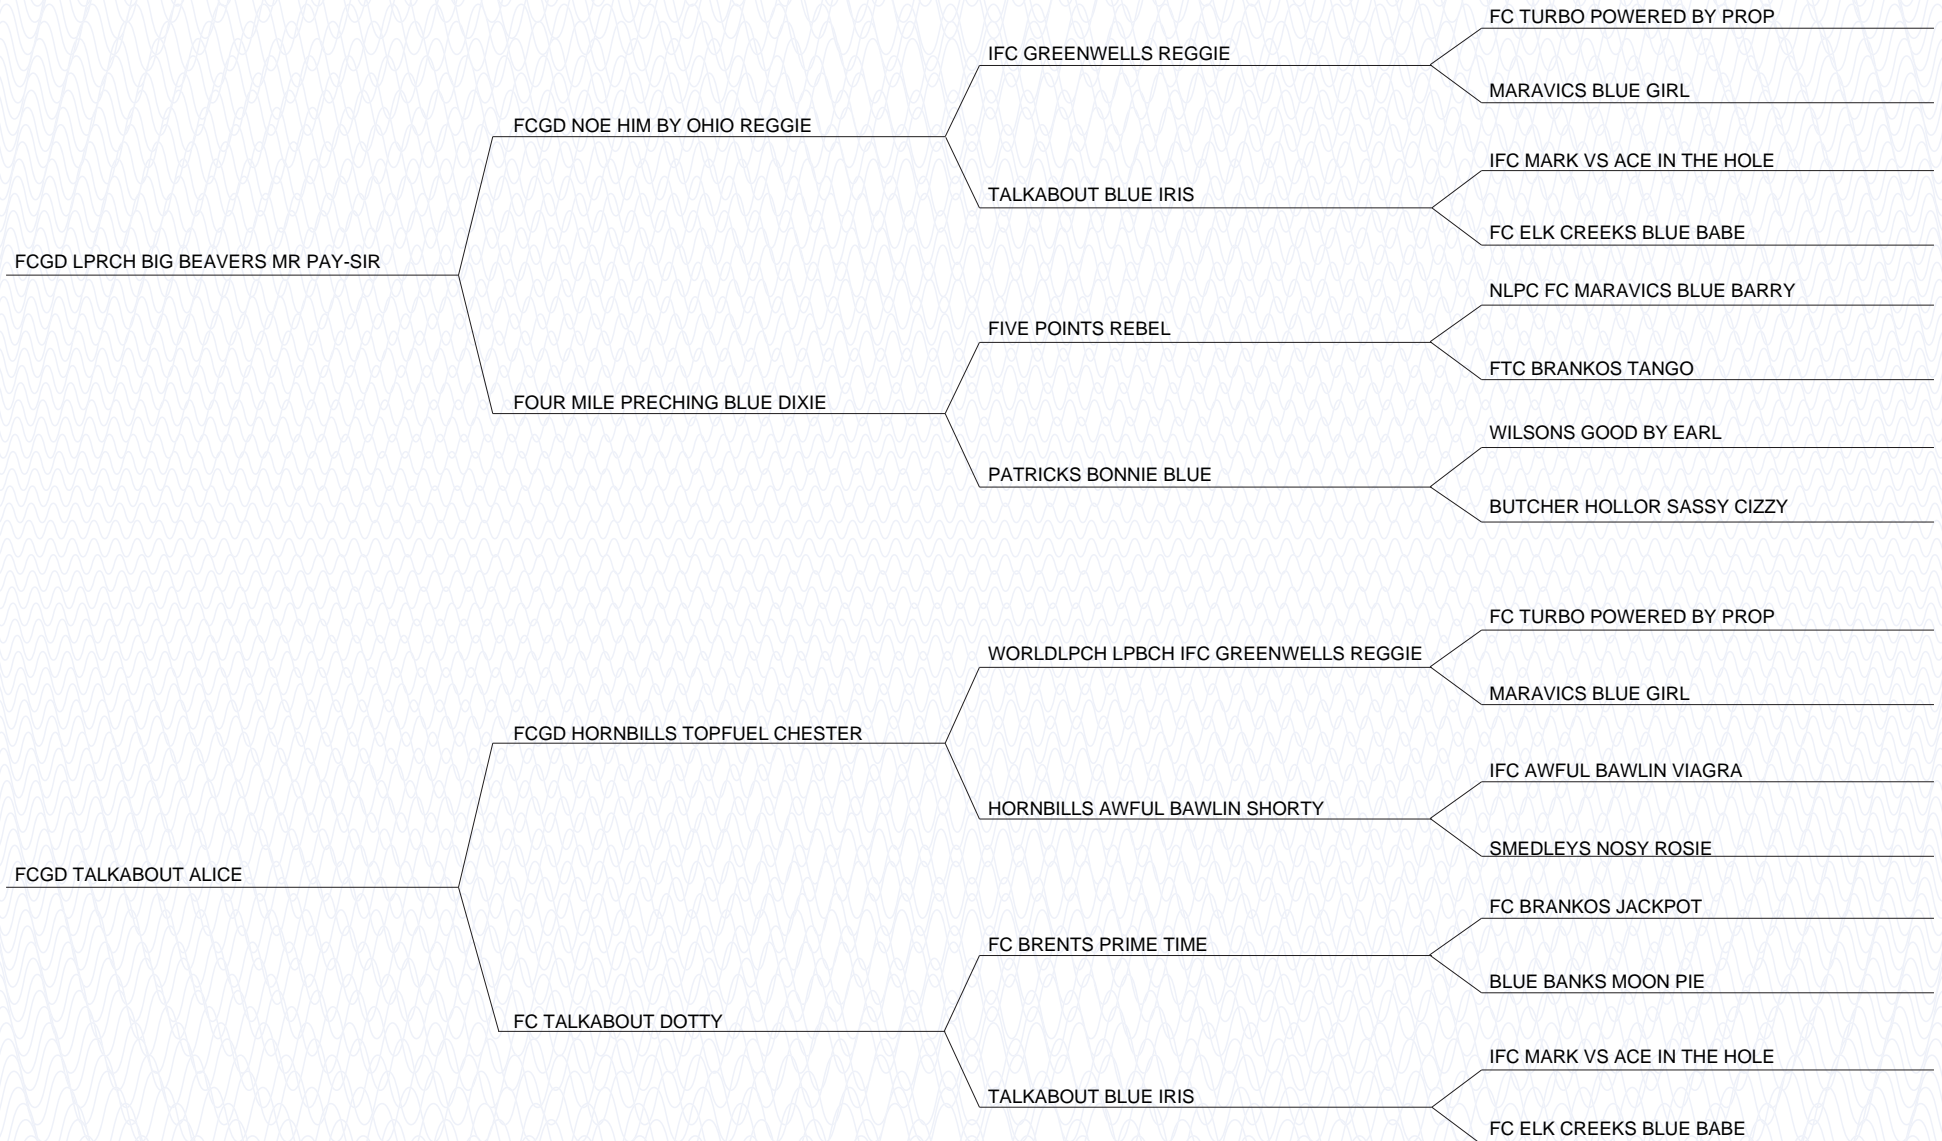 FC TURBO POWERED BY PROP
IFC GREENWELLS REGGIE
MARAVICS BLUE GIRL
FCGD NOE HIM BY OHIO REGGIE
IFC MARK VS ACE IN THE HOLE
TALKABOUT BLUE IRIS
FC ELK CREEKS BLUE BABE
FCGD LPRCH BIG BEAVERS MR PAY-SIR
NLPC FC MARAVICS BLUE BARRY
FIVE POINTS REBEL
FTC BRANKOS TANGO
FOUR MILE PRECHING BLUE DIXIE
WILSONS GOOD BY EARL
PATRICKS BONNIE BLUE
BUTCHER HOLLOR SASSY CIZZY
FC TURBO POWERED BY PROP
WORLDLPCH LPBCH IFC GREENWELLS REGGIE
MARAVICS BLUE GIRL
FCGD HORNBILLS TOPFUEL CHESTER
IFC AWFUL BAWLIN VIAGRA
HORNBILLS AWFUL BAWLIN SHORTY
SMEDLEYS NOSY ROSIE
FCGD TALKABOUT ALICE
FC BRANKOS JACKPOT
FC BRENTS PRIME TIME
BLUE BANKS MOON PIE
FC TALKABOUT DOTTY
IFC MARK VS ACE IN THE HOLE
TALKABOUT BLUE IRIS
FC ELK CREEKS BLUE BABE